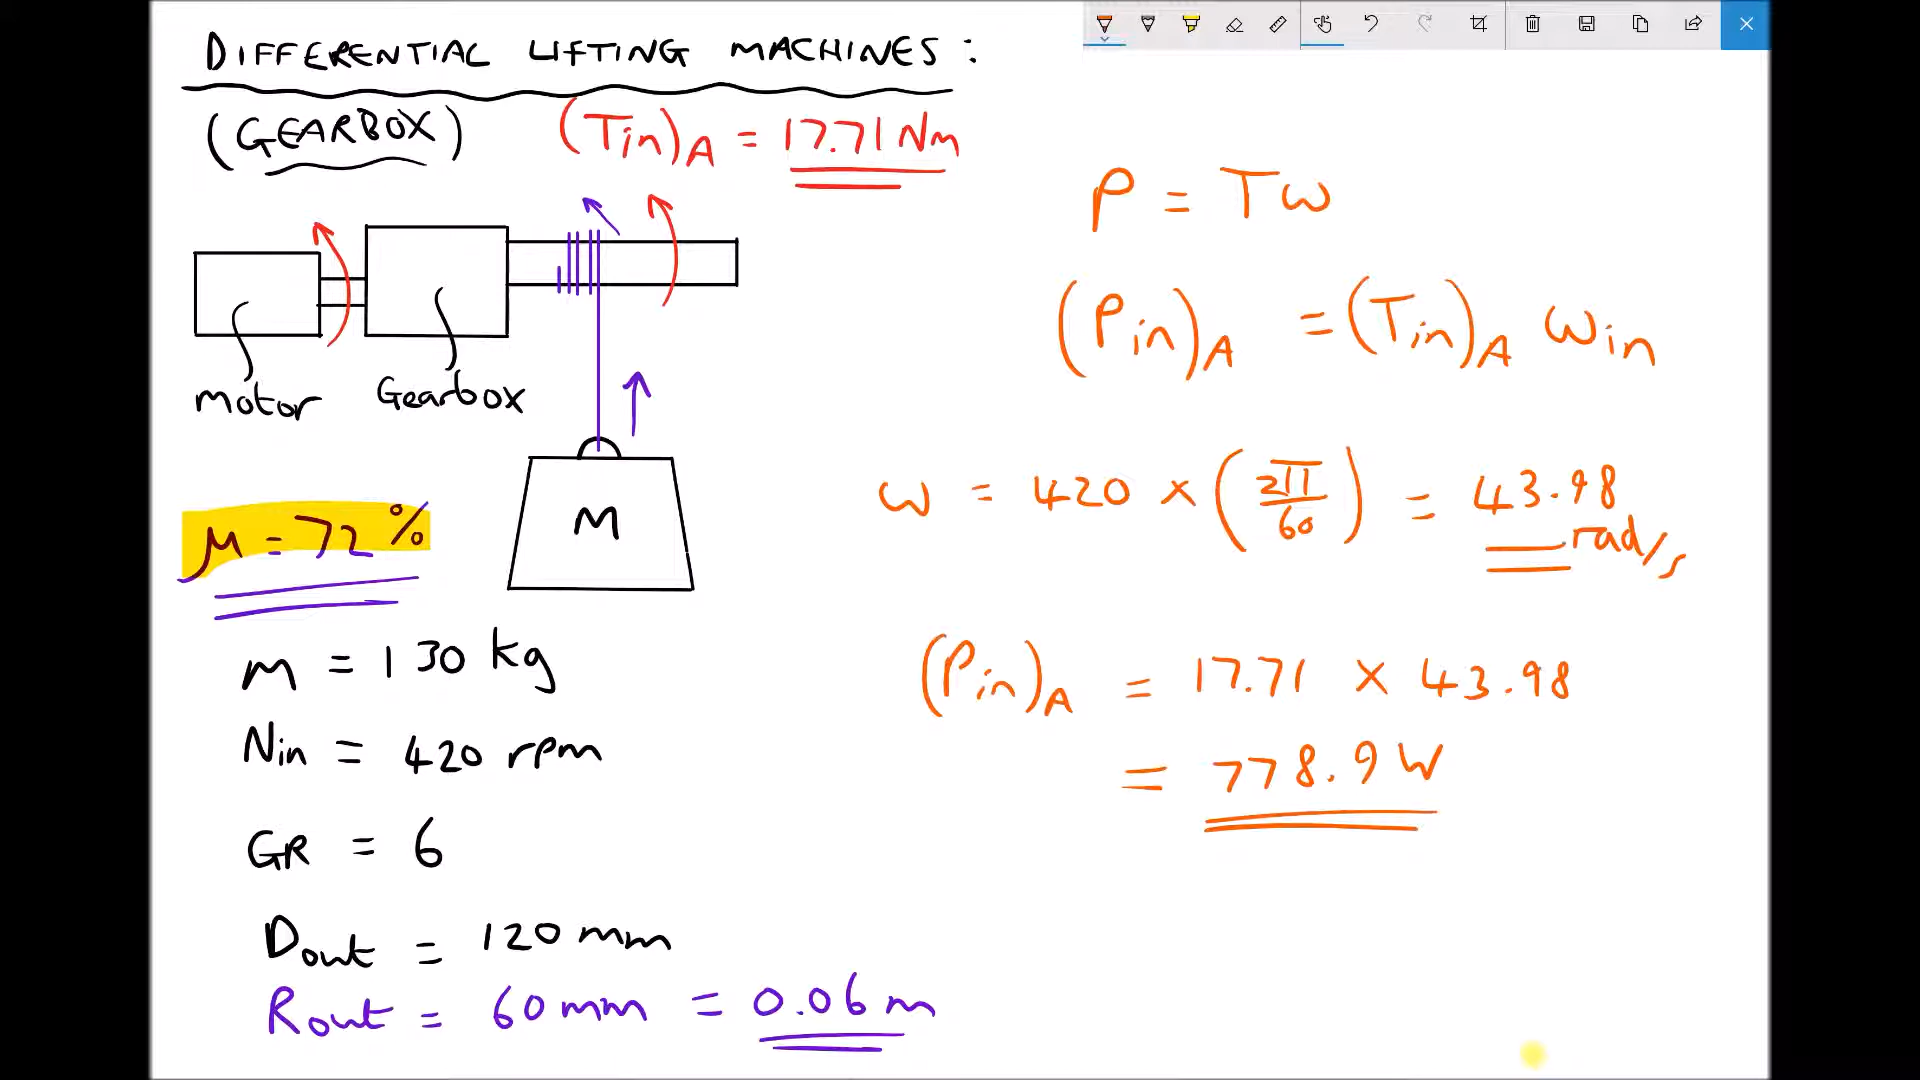 DIFFERENTIAL LIFTING MACHINES:
(GEARBOX)
(Tin)A = 17.71 Nm
motor
Gearbox
M
μ = 72%
m = 130 kg
Nin = 420 rpm
GR = 6
Dout = 120 mm
Rout = 60 mm = 0.06 m
P = Tω
(Pin)A = (Tin)A ωin
ω = 420 × (2π/60) = 43.98 rad/s
(Pin)A = 17.71 × 43.98
= 778.9 W